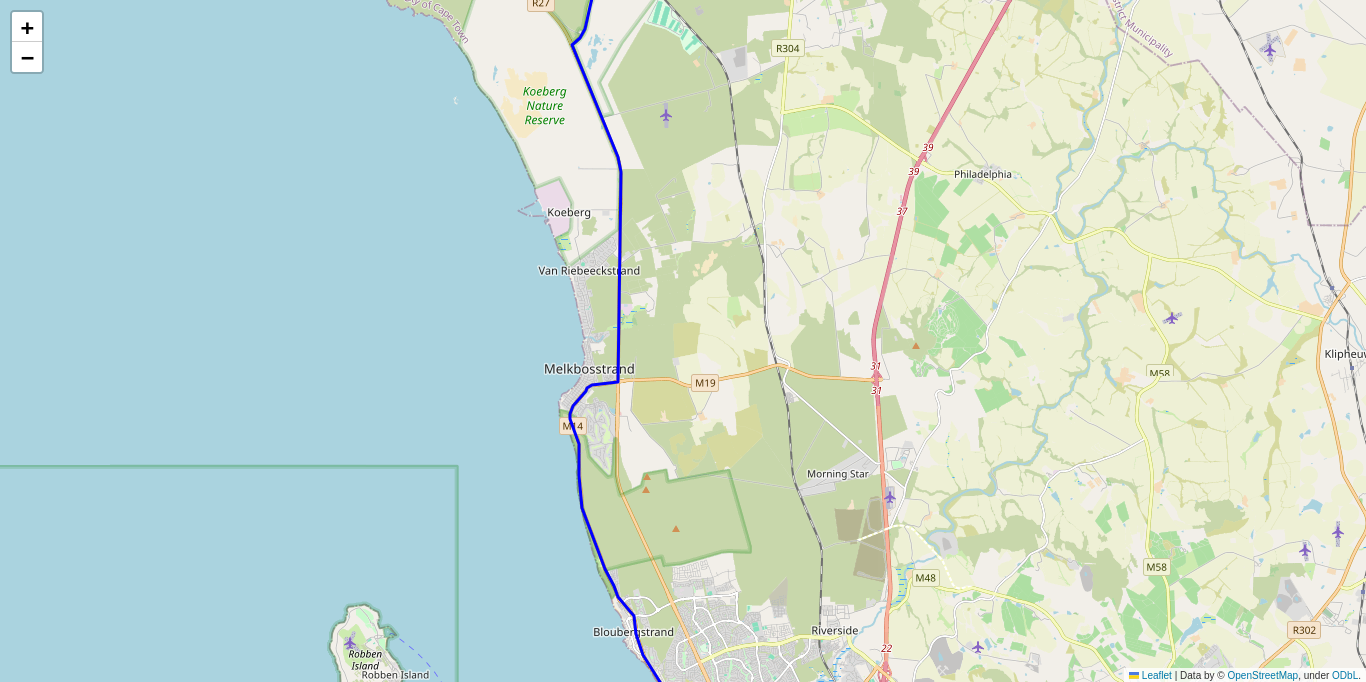 +
−
R27
City of Cape Town
R304
Koeberg
Nature
Reserve
39
39
Philadelphia
37
Koeberg
Van Riebeeckstrand
31
31
Melkbosstrand
M19
M58
M14
Morning Star
M58
M48
Bloubergstrand
Riverside
R302
22
Robben
Island
Robben Island
Leaflet | Data by © OpenStreetMap, under ODbL.